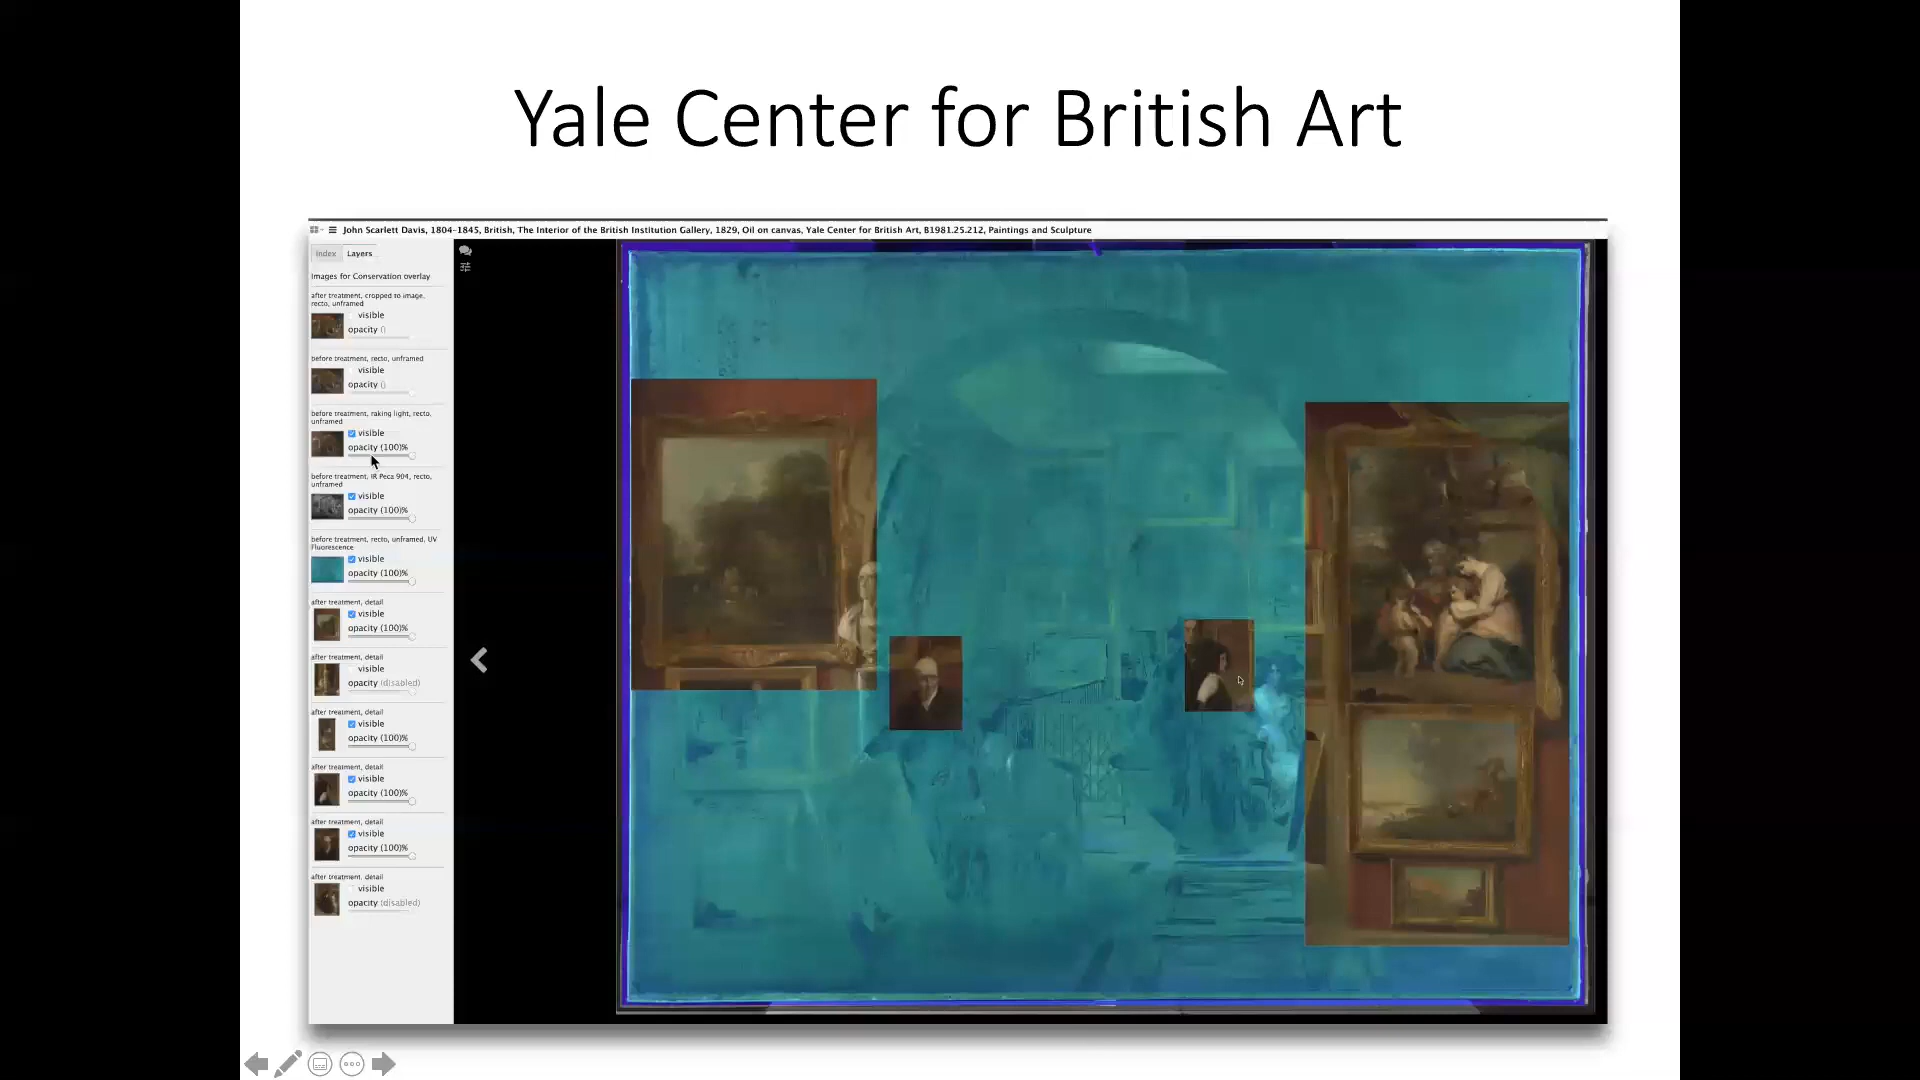 Yale Center for British Art
John Scarlett Davis, 1804-1845, British, The Interior of the British Institution Gallery, 1829, Oil on canvas, Yale Center for British Art, B1981.25.212, Paintings and Sculpture
Index Layers
Images for Conservation overlay
after treatment, cropped to image,
recto, unframed
visible
opacity ()
before treatment, recto, unframed
visible
opacity ()
before treatment, raking light, recto,
unframed
visible
opacity (100)%
before treatment, IR Peca 904, recto,
unframed
visible
opacity (100)%
before treatment, recto, unframed, UV
Fluorescence
visible
opacity (100)%
after treatment, detail
visible
opacity (100)%
after treatment, detail
visible
opacity (disabled)
after treatment, detail
visible
opacity (100)%
after treatment, detail
visible
opacity (100)%
after treatment, detail
visible
opacity (100)%
after treatment, detail
visible
opacity (disabled)